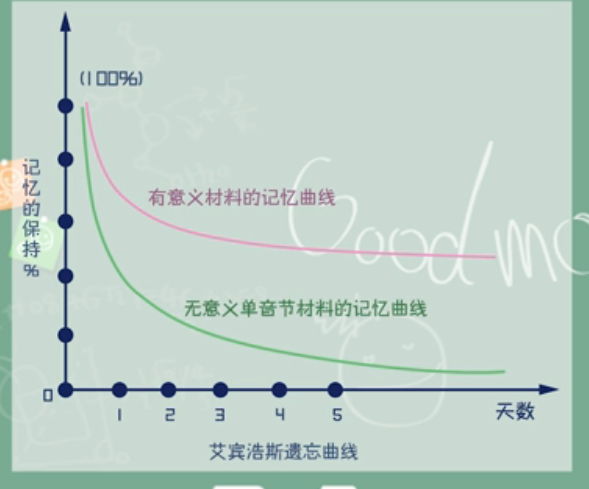 (100%)
记忆的保持%
有意义材料的记忆曲线
Good mo
无意义单音节材料的记忆曲线
0
1 2 3 4 5
天数
艾宾浩斯遗忘曲线